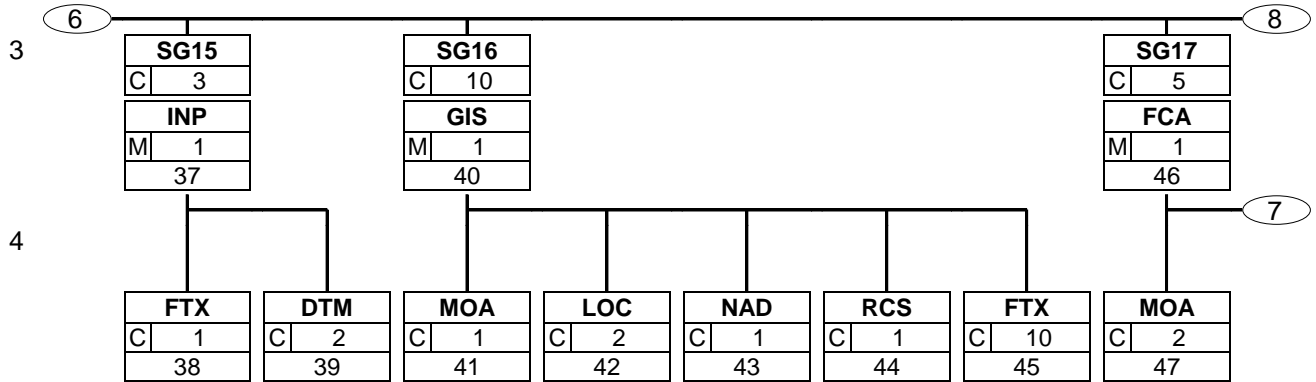 6 8
3 SG15 SG16 SG17
C 3 C 10 C 5
INP GIS FCA
M 1 M 1 M 1
37 40 46
7
4
FTX DTM MOA LOC NAD RCS FTX MOA
C 1 C 2 C 1 C 2 C 1 C 1 C 10 C 2
38 39 41 42 43 44 45 47